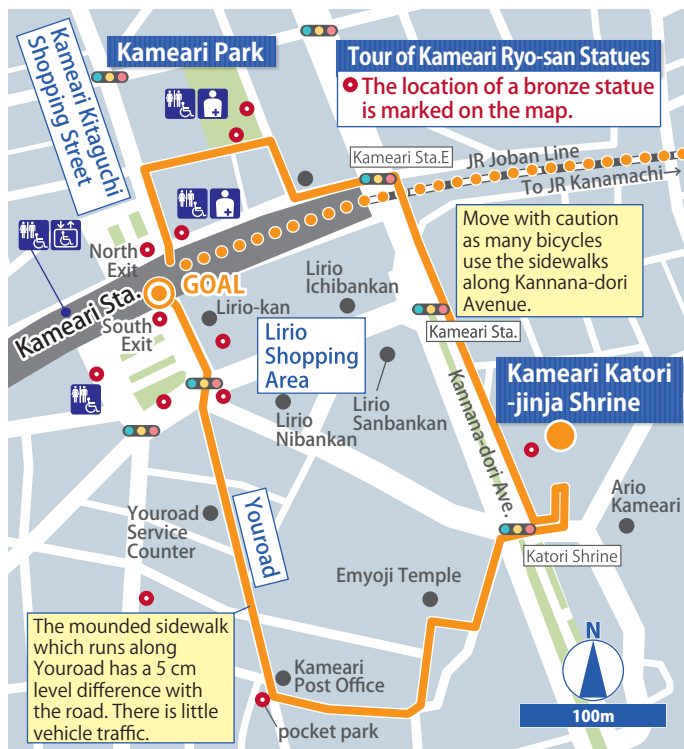 Kameari Park
Tour of Kameari Ryo-san Statues
The location of a bronze statue
is marked on the map.
Kameari Kitaguchi
Shopping Street
Kameari Sta.E
JR Joban Line
To JR Kanamachi→
Move with caution
as many bicycles
use the sidewalks
along Kannana-dori
Avenue.
North
Exit
GOAL
Kameari Sta.
South
Exit
Lirio-kan
Lirio
Ichibankan
Lirio
Shopping
Area
Kameari Sta.
Lirio
Nibankan
Lirio
Sanbankan
Kannana-dori Ave.
Kameari Katori
-jinja Shrine
Ario
Kameari
Katori Shrine
Youroad
Service
Counter
Youroad
Emyoji Temple
The mounded sidewalk
which runs along
Youroad has a 5 cm
level difference with
the road. There is little
vehicle traffic.
Kameari
Post Office
pocket park
N
100m